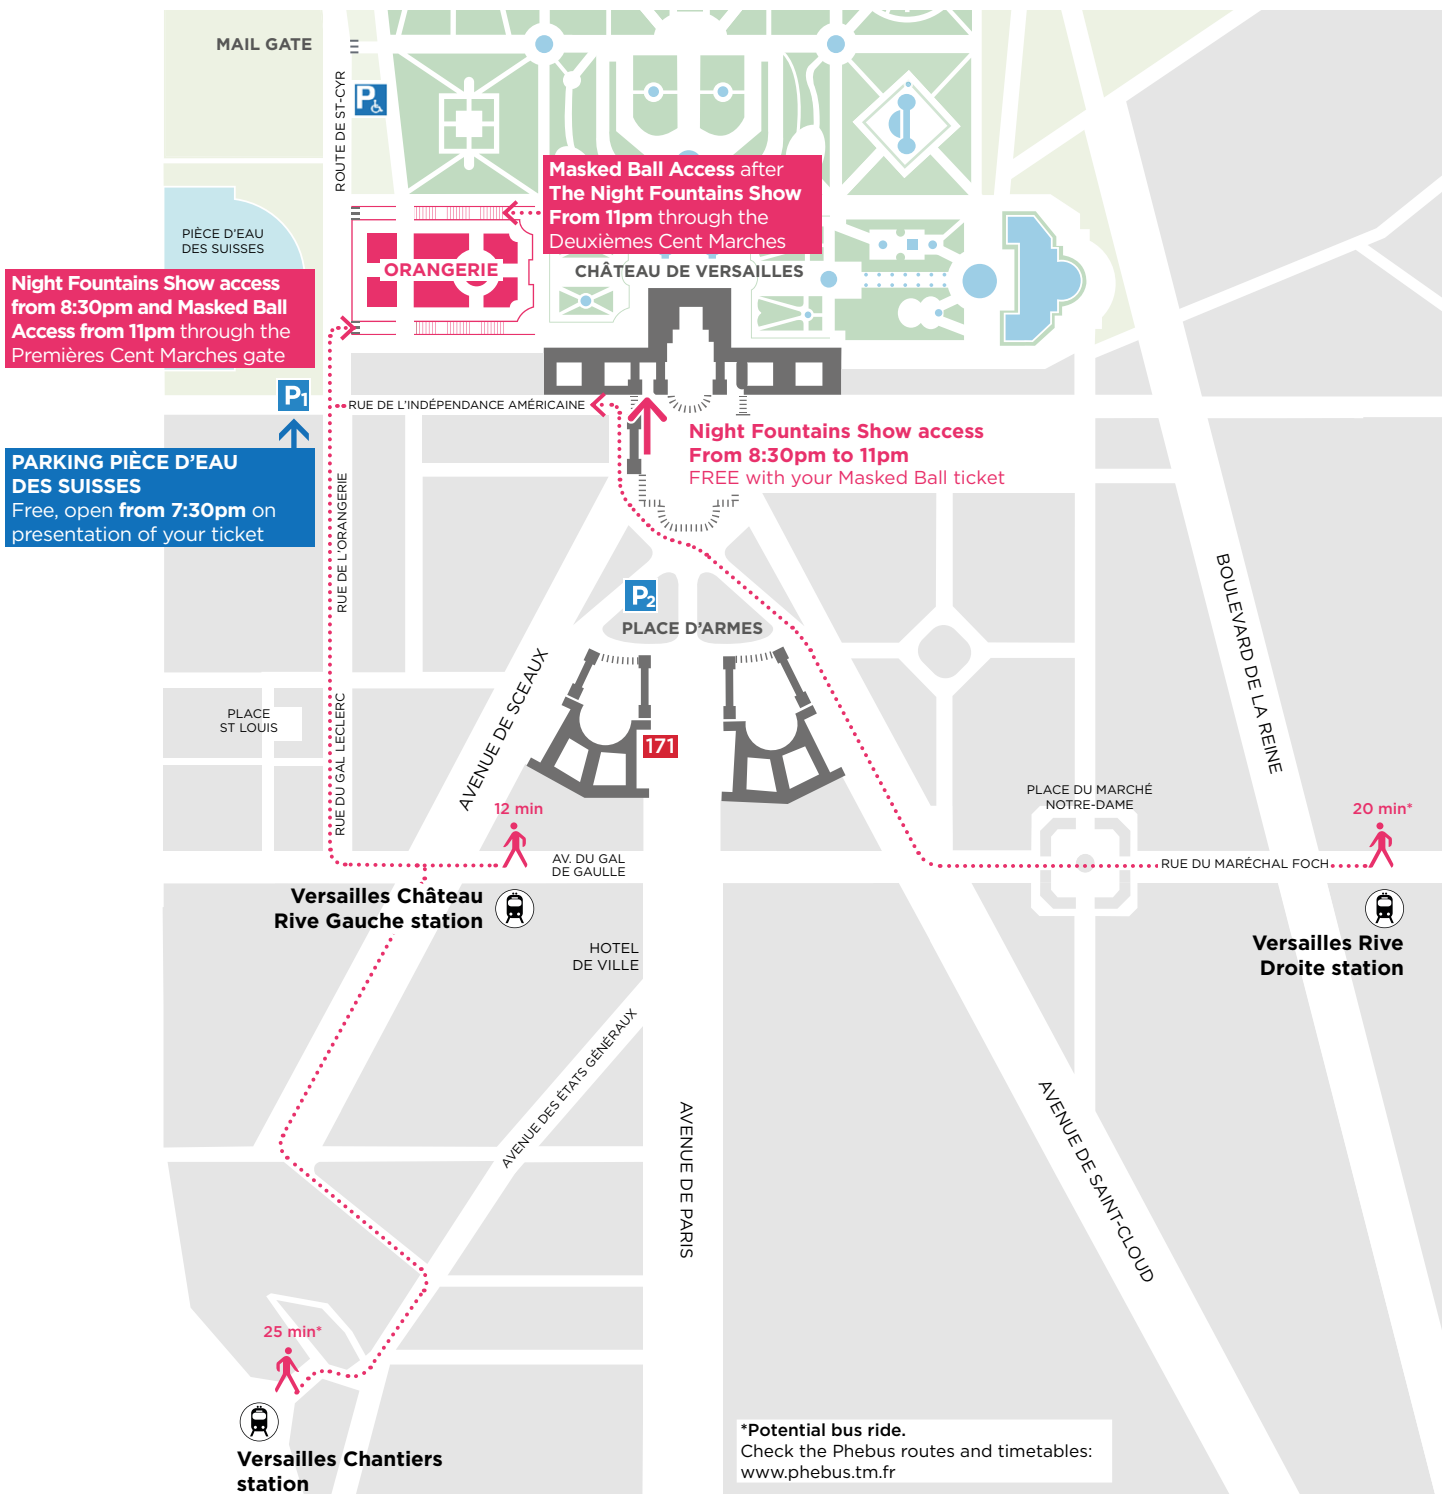 MAIL GATE
ROUTE DE ST-CYR
P
Masked Ball Access after
The Night Fountains Show
From 11pm through the
Deuxièmes Cent Marches
PIÈCE D'EAU
DES SUISSES
ORANGERIE
CHÂTEAU DE VERSAILLES
Night Fountains Show access
from 8:30pm and Masked Ball
Access from 11pm through the
Premières Cent Marches gate
P1
RUE DE L'INDÉPENDANCE AMÉRICAINE
Night Fountains Show access
From 8:30pm to 11pm
FREE with your Masked Ball ticket
PARKING PIÈCE D'EAU
DES SUISSES
Free, open from 7:30pm on
presentation of your ticket
RUE DE L'ORANGERIE
P2
PLACE D'ARMES
BOULEVARD DE LA REINE
AVENUE DE SCEAUX
PLACE
ST LOUIS
RUE DU GAL LECLERC
171
PLACE DU MARCHÉ
NOTRE-DAME
12 min
20 min*
AV. DU GAL
DE GAULLE
RUE DU MARÉCHAL FOCH
Versailles Château
Rive Gauche station
HOTEL
DE VILLE
Versailles Rive
Droite station
AVENUE DES ÉTATS GÉNÉRAUX
AVENUE DE PARIS
AVENUE DE SAINT-CLOUD
25 min*
Versailles Chantiers
station
*Potential bus ride.
Check the Phebus routes and timetables:
www.phebus.tm.fr